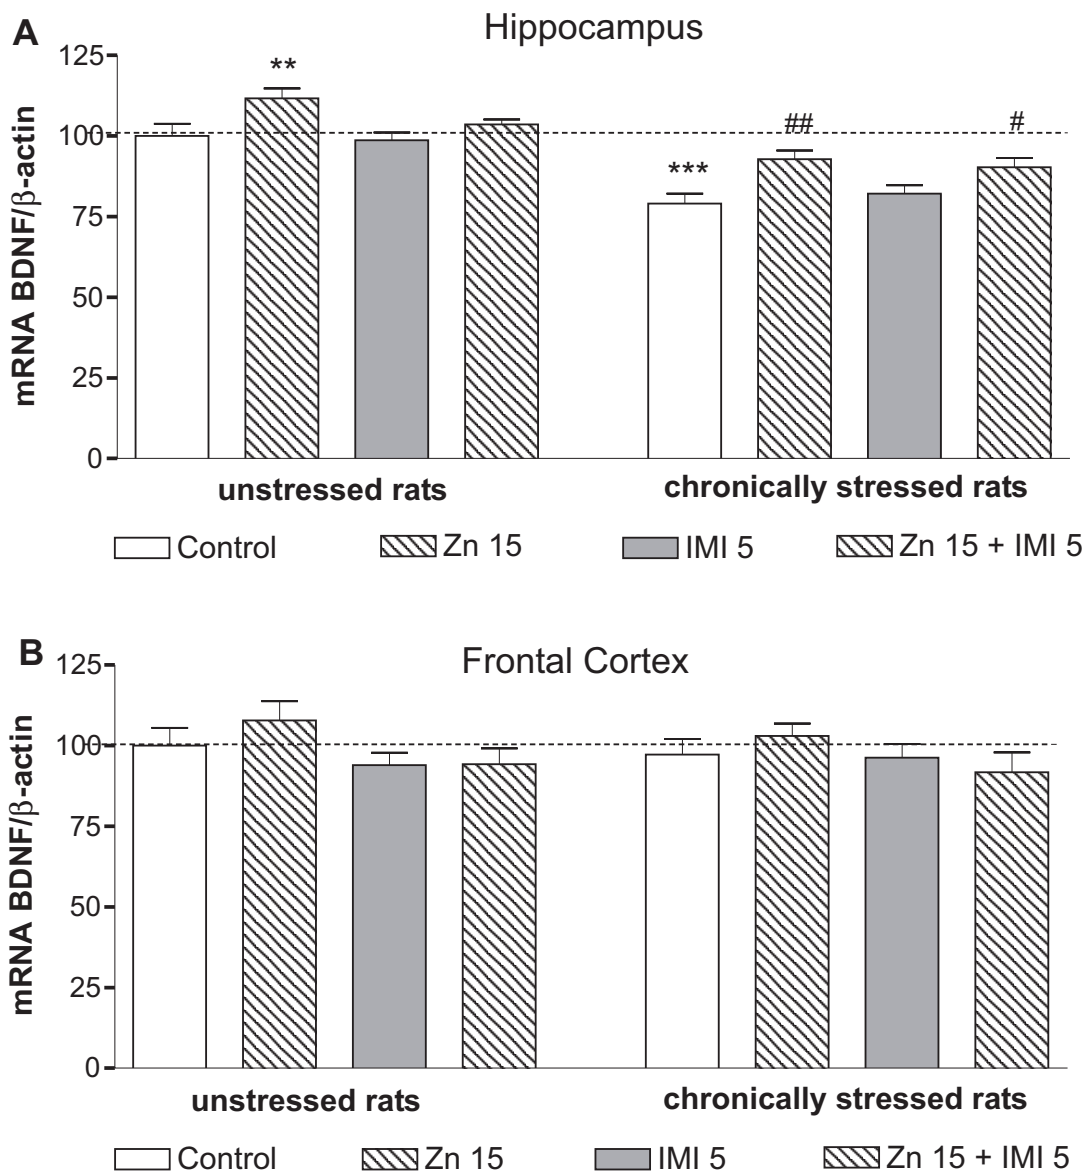 A
Hippocampus
mRNA BDNF/β-actin
125
100
75
50
25
0
**
***
##
#
unstressed rats
chronically stressed rats
Control
Zn 15
IMI 5
Zn 15 + IMI 5
B
Frontal Cortex
mRNA BDNF/β-actin
125
100
75
50
25
0
unstressed rats
chronically stressed rats
Control
Zn 15
IMI 5
Zn 15 + IMI 5